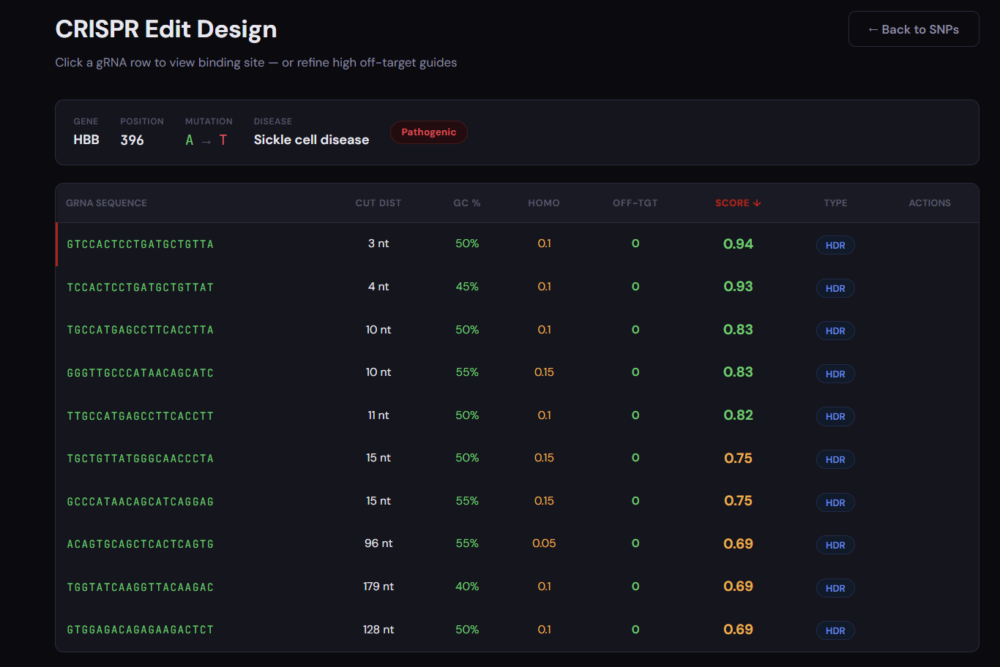 CRISPR Edit Design
← Back to SNPs
Click a gRNA row to view binding site — or refine high off-target guides
GENE POSITION MUTATION DISEASE
HBB 396 A → T Sickle cell disease Pathogenic
GRNA SEQUENCE CUT DIST GC % HOMO OFF-TGT SCORE ↓ TYPE ACTIONS
GTCCACTCCTGATGCTGTTA 3 nt 50% 0.1 0 0.94 HDR
TCCACTCCTGATGCTGTTAT 4 nt 45% 0.1 0 0.93 HDR
TGCCATGAGCCTTCACCTTA 10 nt 50% 0.1 0 0.83 HDR
GGGTTGCCCATAACAGCATC 10 nt 55% 0.15 0 0.83 HDR
TTGCCATGAGCCTTCACCTT 11 nt 50% 0.1 0 0.82 HDR
TGCTGTTATGGGCAACCCTA 15 nt 50% 0.15 0 0.75 HDR
GCCCATAACAGCATCAGGAG 15 nt 55% 0.15 0 0.75 HDR
ACAGTGCAGCTCACTCAGTG 96 nt 55% 0.05 0 0.69 HDR
TGGTATCAAGGTTACAAGAC 179 nt 40% 0.1 0 0.69 HDR
GTGGAGACAGAGAAGACTCT 128 nt 50% 0.1 0 0.69 HDR